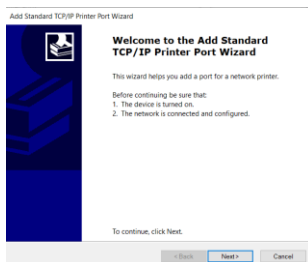 Add Standard TCP/IP Printer Port Wizard
Welcome to the Add Standard
TCP/IP Printer Port Wizard
This wizard helps you add a port for a network printer.
Before continuing be sure that:
1. The device is turned on.
2. The network is connected and configured.
To continue, click Next.
< Back Next > Cancel